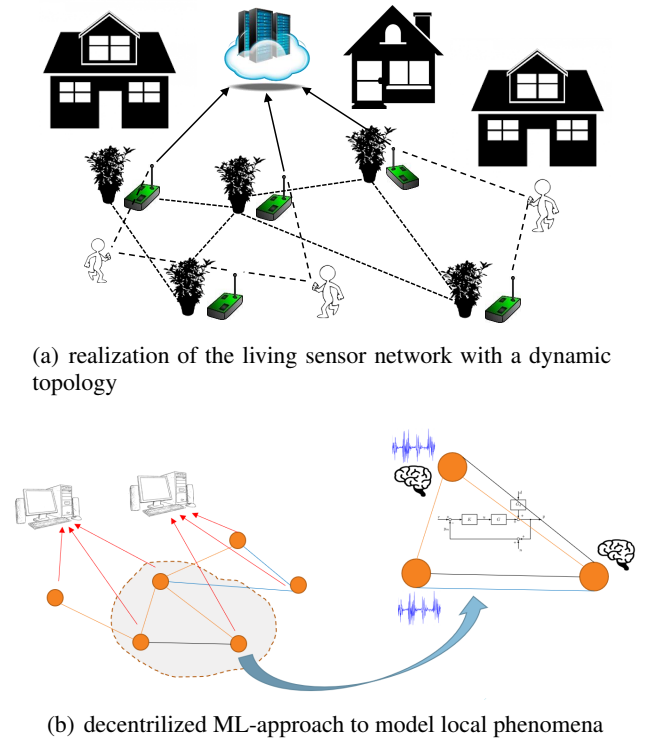 (a) realization of the living sensor network with a dynamic
topology
(b) decentrilized ML-approach to model local phenomena